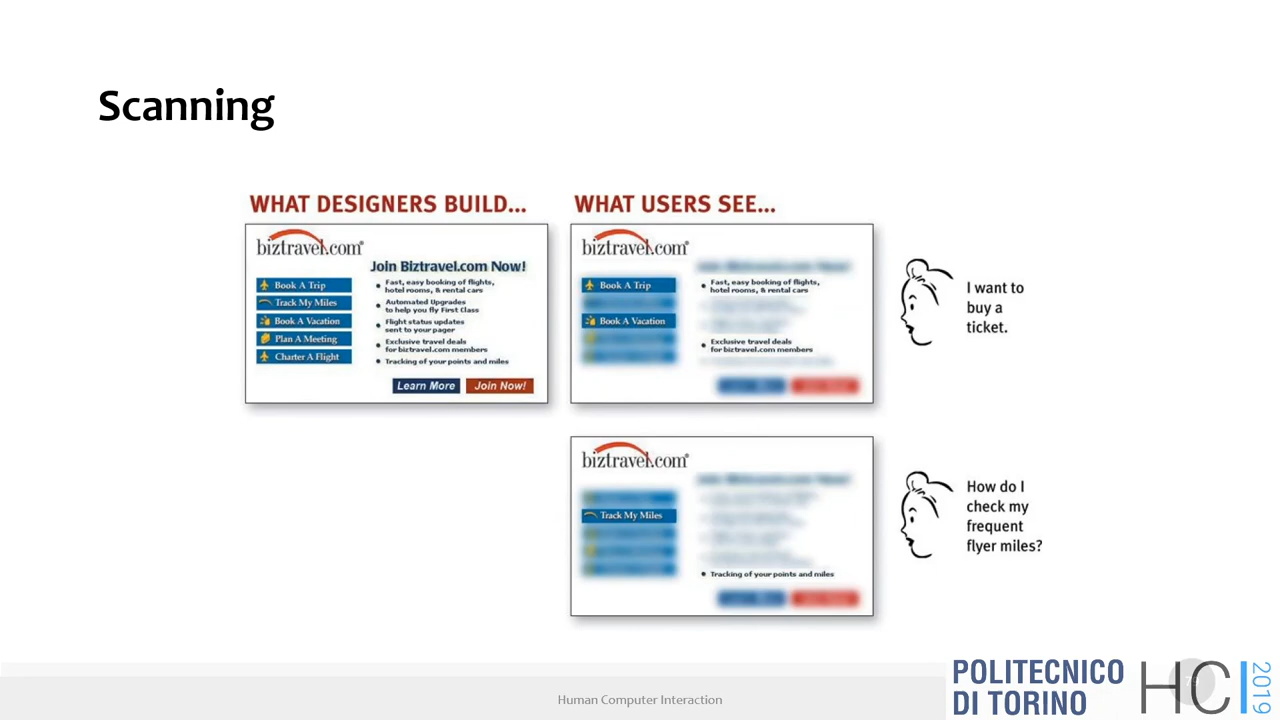 Scanning
WHAT DESIGNERS BUILD...
biztravel.com®
Join Biztravel.com Now!
Book A Trip
Track My Miles
Book A Vacation
Plan A Meeting
Charter A Flight
• Fast, easy booking of flights,
hotel rooms, & rental cars
• Automated Upgrades
to help you fly First Class
• Flight status updates
sent to your pager
• Exclusive travel deals
for biztravel.com members
• Tracking of your points and miles
Learn More
Join Now!
WHAT USERS SEE...
biztravel.com®
Book A Trip
Book A Vacation
• Fast, easy booking of flights,
hotel rooms, & rental cars
• Exclusive travel deals
for biztravel.com members
I want to
buy a
ticket.
biztravel.com®
Track My Miles
• Tracking of your points and miles
How do I
check my
frequent
flyer miles?
Human Computer Interaction
POLITECNICO
DI TORINO
HCI
2019